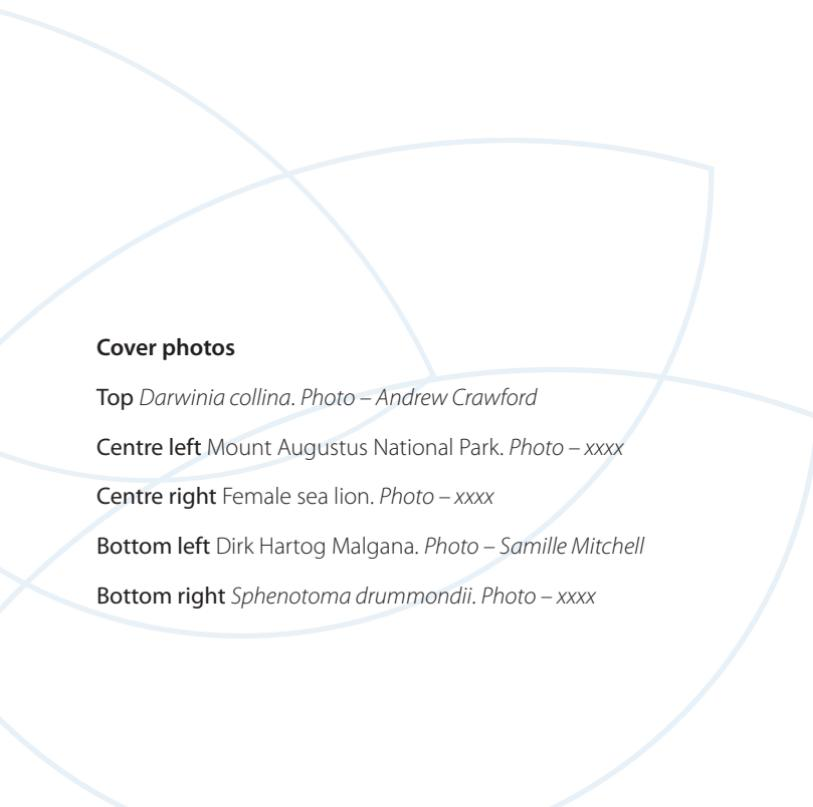 Cover photos
Top Darwinia collina. Photo – Andrew Crawford
Centre left Mount Augustus National Park. Photo – xxxx
Centre right Female sea lion. Photo – xxxx
Bottom left Dirk Hartog Malgana. Photo – Samille Mitchell
Bottom right Sphenotoma drummondii. Photo – xxxx